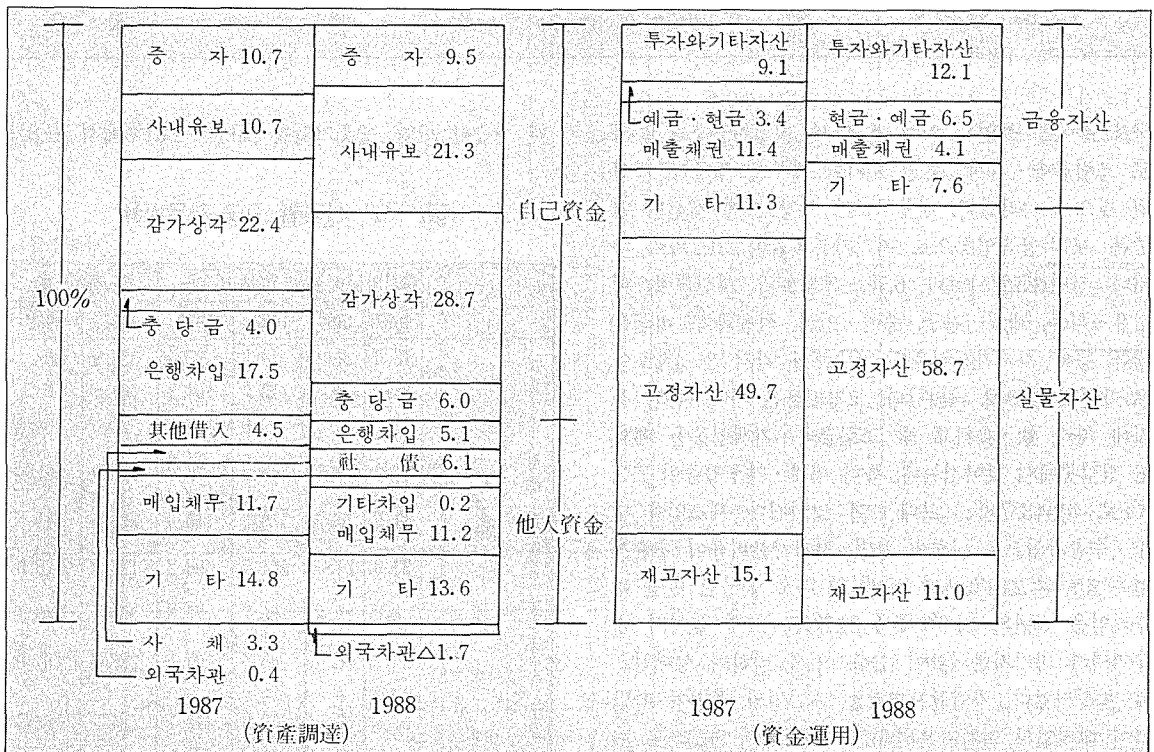 100%
증 자 10.7
사내유보 10.7
감가상각 22.4
충 당 금 4.0
은행차입 17.5
其他借入 4.5
매입채무 11.7
기 타 14.8
사 채 3.3
외국차관 0.4
1987
증 자 9.5
사내유보 21.3
감가상각 28.7
충 당 금 6.0
은행차입 5.1
社 債 6.1
기타차입 0.2
매입채무 11.2
기 타 13.6
외국차관△1.7
1988
(資産調達)
自己資金
他人資金
투자와기타자산
9.1
예금·현금 3.4
매출채권 11.4
기 타 11.3
고정자산 49.7
재고자산 15.1
1987
투자와기타자산
12.1
현금·예금 6.5
매출채권 4.1
기 타 7.6
고정자산 58.7
재고자산 11.0
1988
(資金運用)
금융자산
실물자산